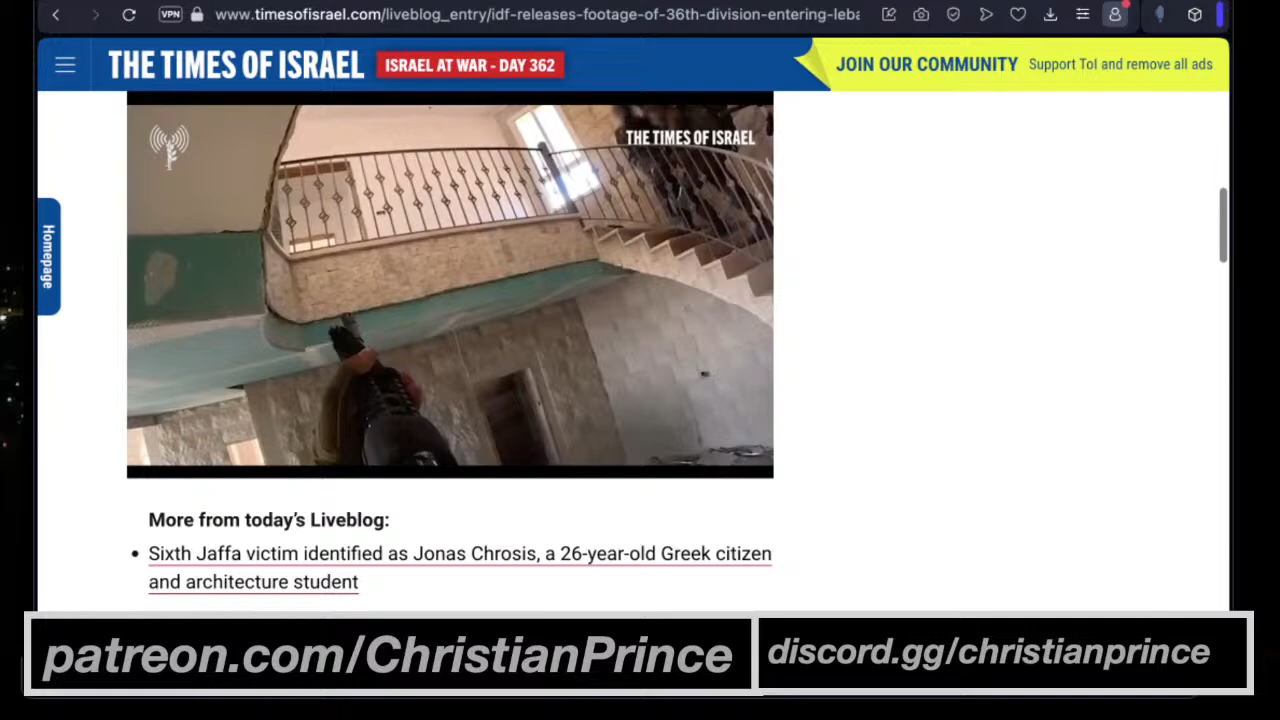 VPN
www.timesofisrael.com/liveblog_entry/idf-releases-footage-of-36th-division-entering-leba
THE TIMES OF ISRAEL
ISRAEL AT WAR - DAY 362
JOIN OUR COMMUNITY Support ToI and remove all ads
THE TIMES OF ISRAEL
Homepage
More from today's Liveblog:
• Sixth Jaffa victim identified as Jonas Chrosis, a 26-year-old Greek citizen
and architecture student
patreon.com/ChristianPrince
discord.gg/christianprince